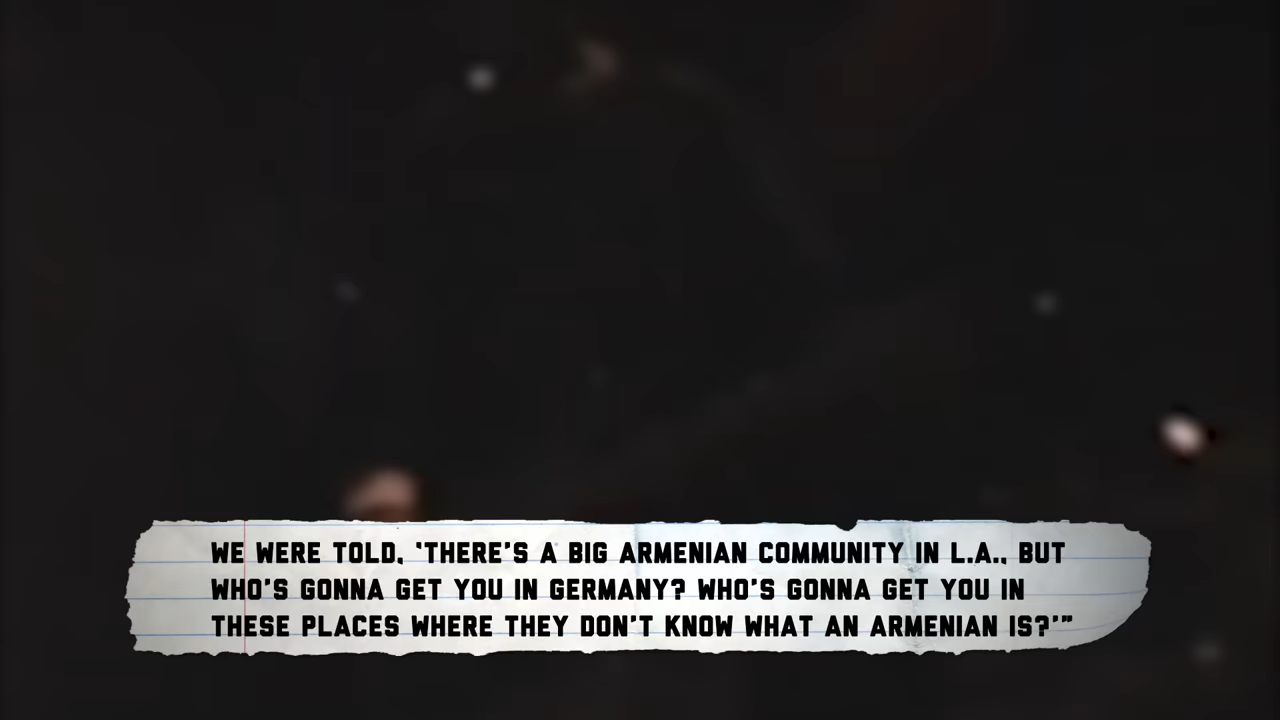 WE WERE TOLD, 'THERE'S A BIG ARMENIAN COMMUNITY IN L.A., BUT
WHO'S GONNA GET YOU IN GERMANY? WHO'S GONNA GET YOU IN
THESE PLACES WHERE THEY DON'T KNOW WHAT AN ARMENIAN IS?'”